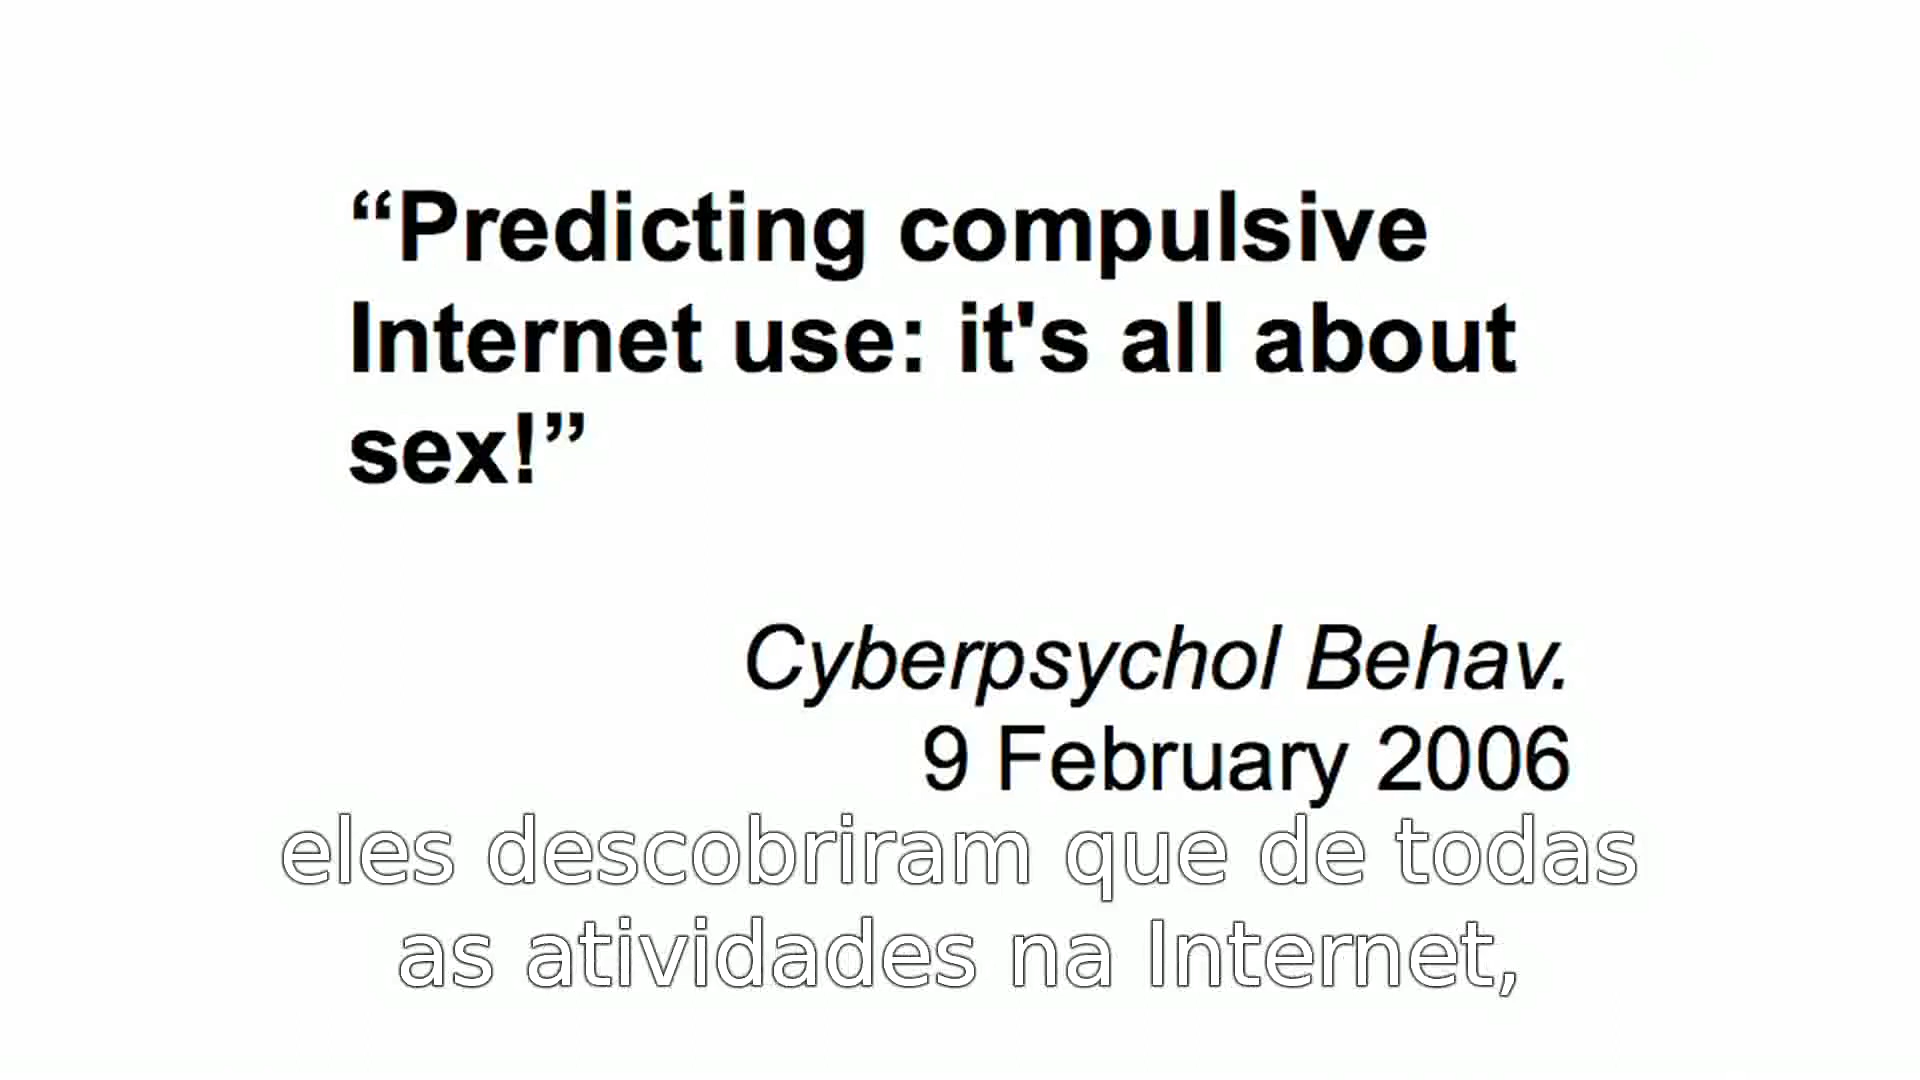 “Predicting compulsive
Internet use: it's all about
sex!”
Cyberpsychol Behav.
9 February 2006
eles descobriram que de todas
as atividades na Internet,